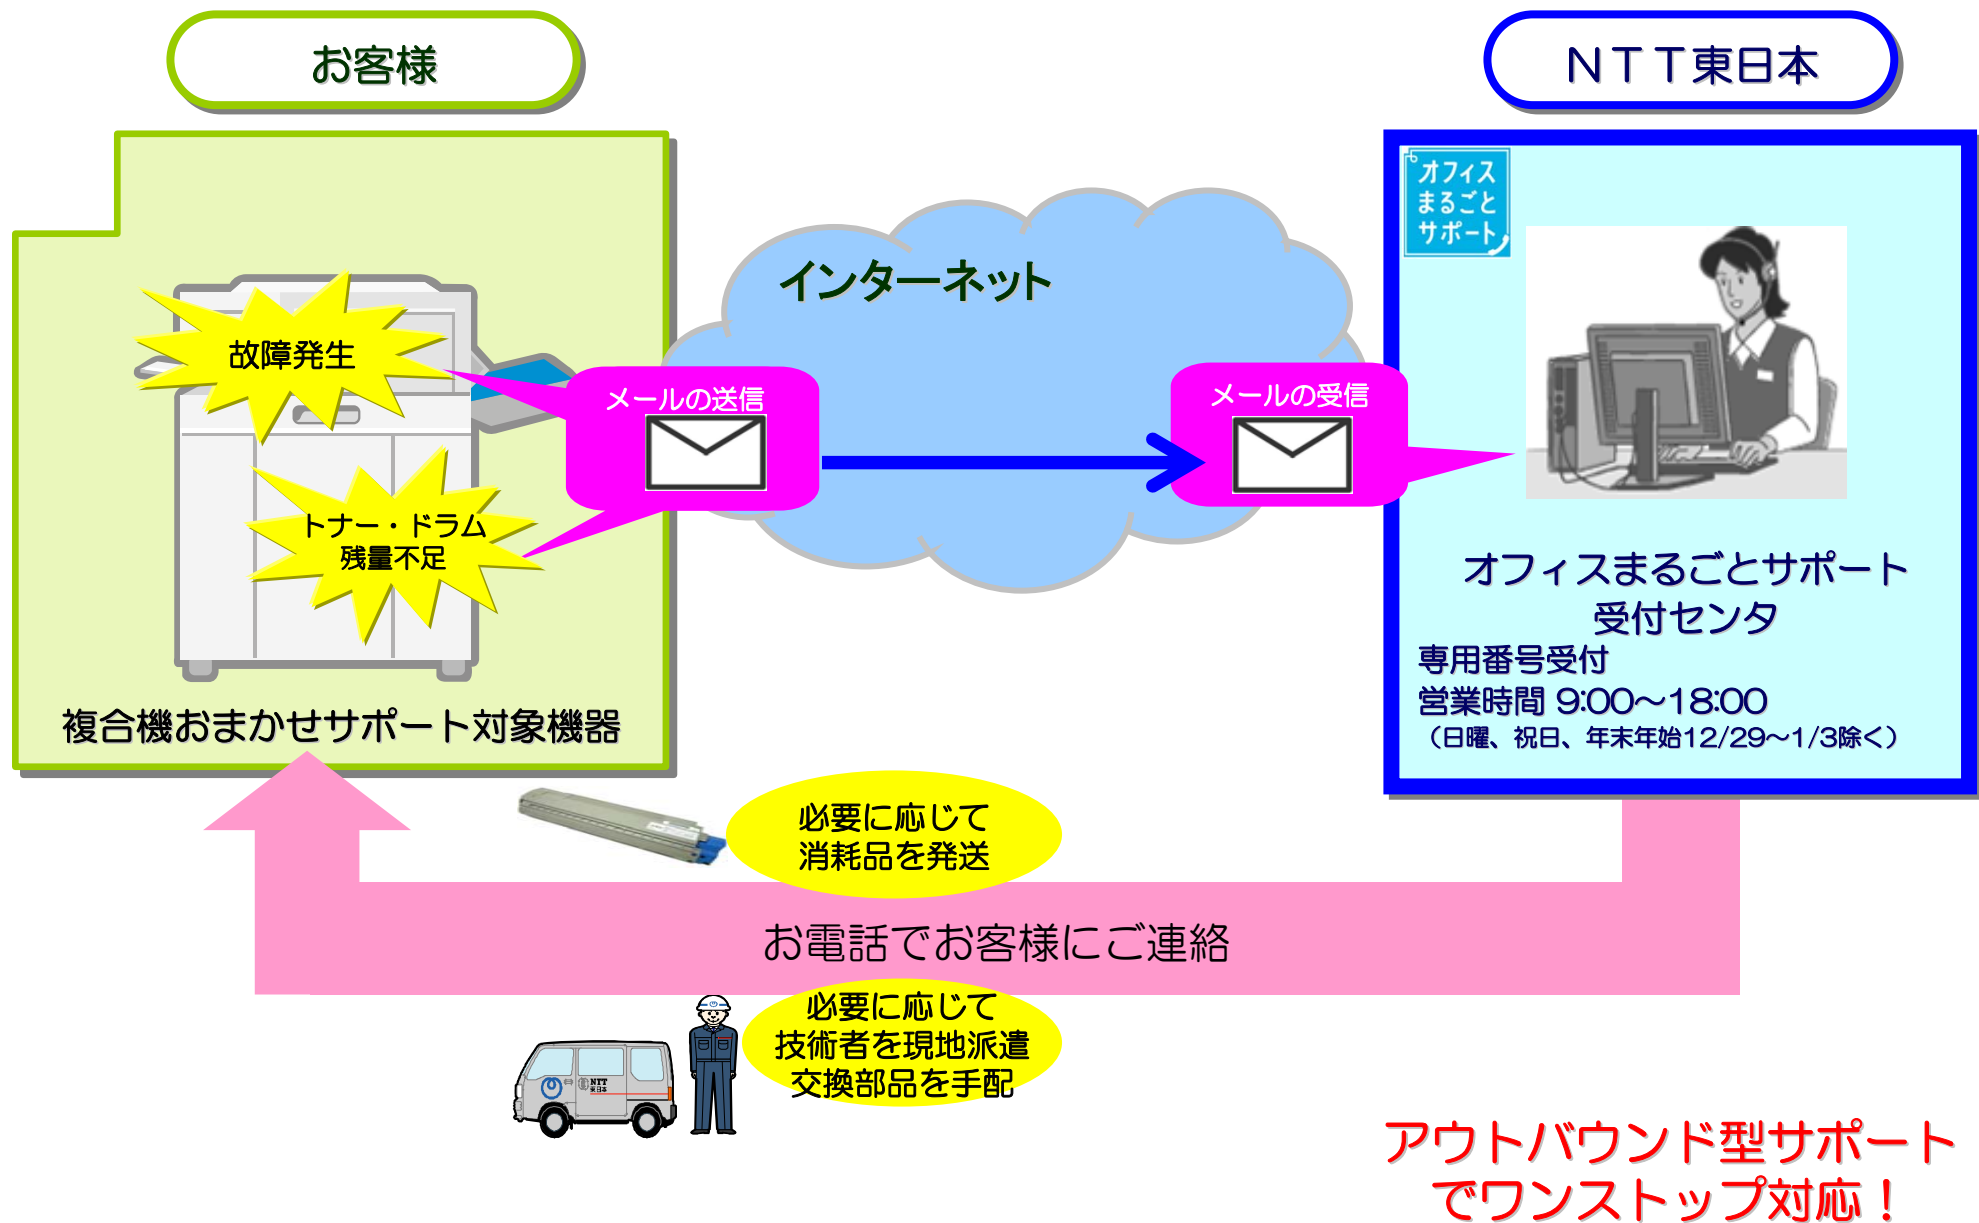 お客様
NTT東日本
オフィス
まるごと
サポート
インターネット
故障発生
メールの送信
メールの受信
トナー・ドラム
残量不足
オフィスまるごとサポート
受付センタ
専用番号受付
営業時間 9:00～18:00
（日曜、祝日、年末年始12/29～1/3除く）
複合機おまかせサポート対象機器
必要に応じて
消耗品を発送
お電話でお客様にご連絡
必要に応じて
技術者を現地派遣
交換部品を手配
NTT
東日本
アウトバウンド型サポート
でワンストップ対応！